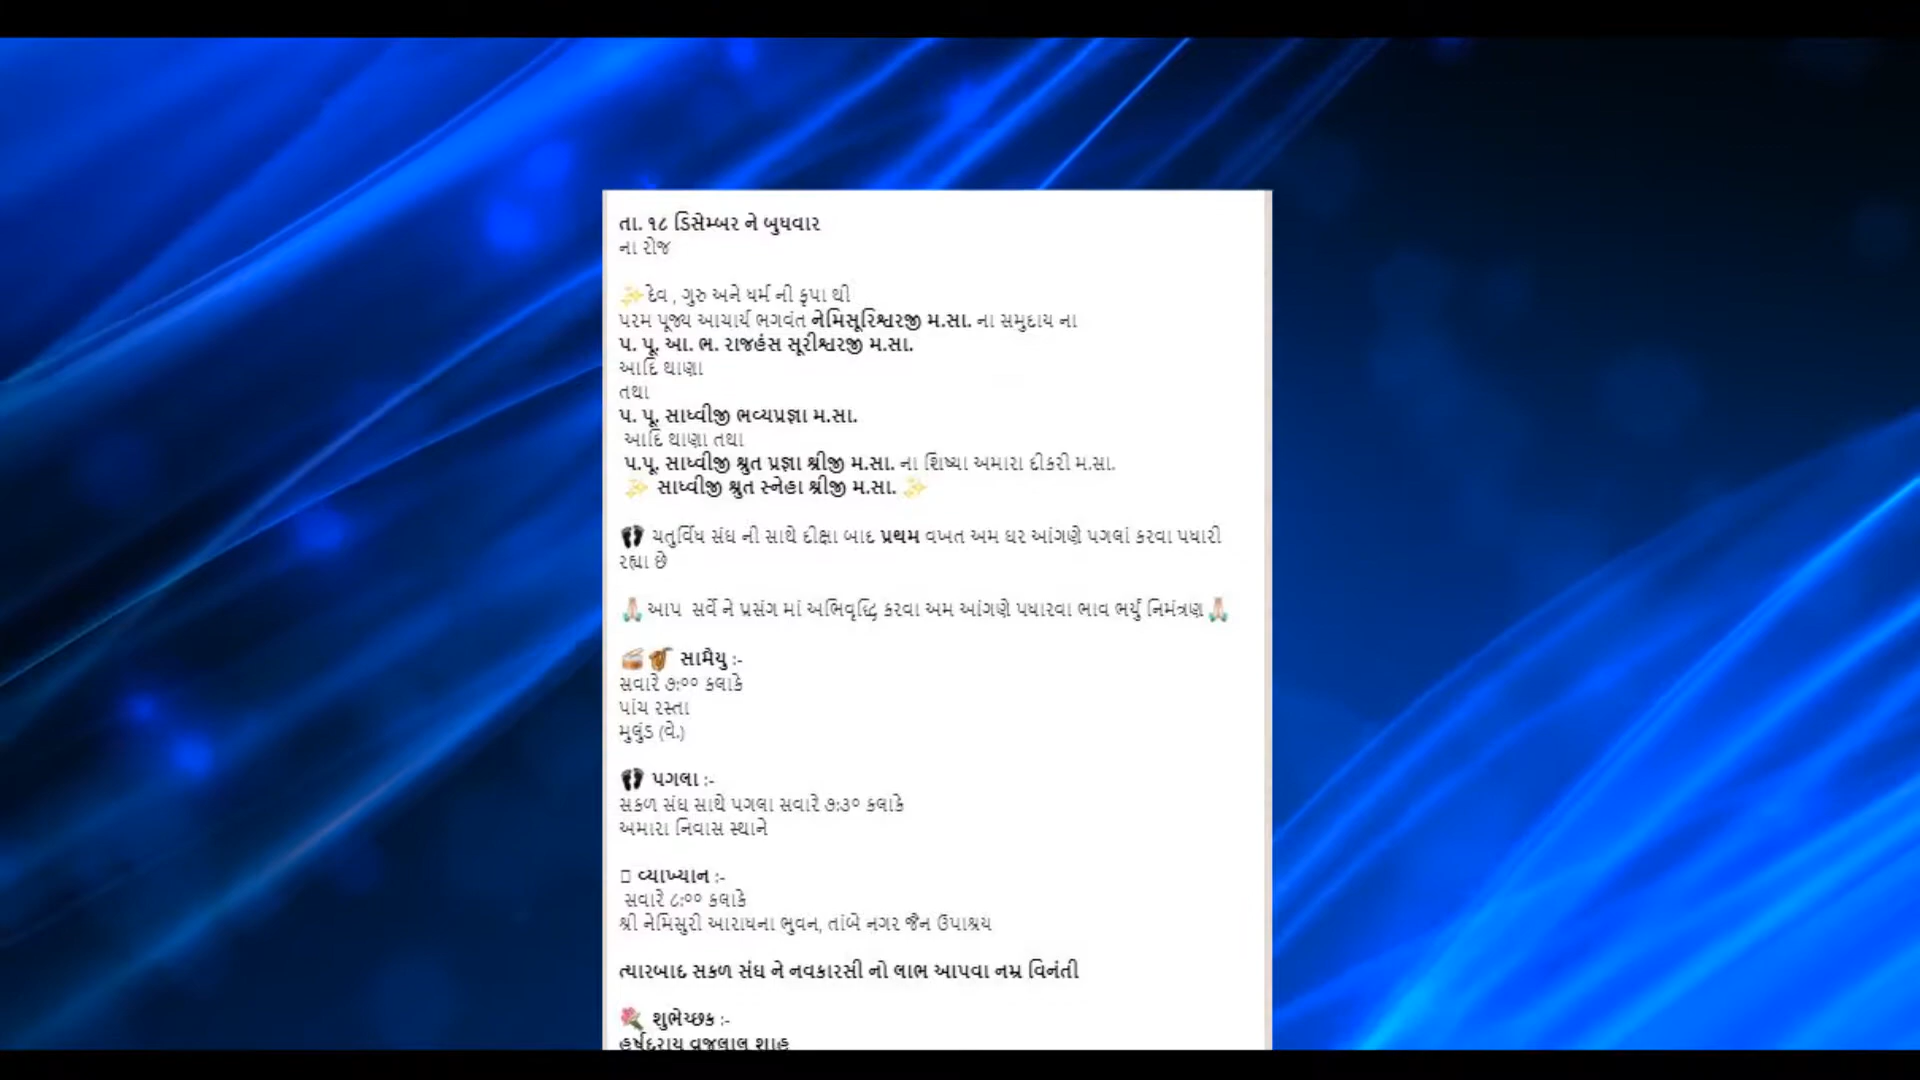 તા. ૧૮ ડિસેમ્બર ને બુધવાર
ના રોજ
✨દેવ , ગુરુ અને ધર્મ ની કૃપા થી
પરમ પૂજ્ય આચાર્ય ભગવંત નેમિસૂરિશ્વરજી મ.સા. ના સમુદાય ના
પ. પૂ. આ. ભ. રાજહંસ સૂરીશ્વરજી મ.સા.
આદિ થાણા
તથા
પ. પૂ. સાધ્વીજી ભવ્યપ્રજ્ઞા મ.સા.
આદિ થાણા તથા
પ.પૂ. સાધ્વીજી શ્રુત પ્રજ્ઞા શ્રીજી મ.સા. ના શિષ્યા અમારા દીકરી મ.સા.
✨ સાધ્વીજી શ્રુત સ્નેહા શ્રીજી મ.સા. ✨
👣 ચતુર્વિધ સંઘ ની સાથે દીક્ષા બાદ પ્રથમ વખત અમ ઘર આંગણે પગલાં કરવા પધારી
રહ્યા છે
🙏🏻આપ સર્વે ને પ્રસંગ માં અભિવૃદ્ધિ કરવા અમ આંગણે પધારવા ભાવ ભર્યું નિમંત્રણ🙏🏻
🥁🎷 સામૈયુ :-
સવારે ૭:૦૦ કલાકે
પાંચ રસ્તા
મુલુંડ (વે.)
👣 પગલા :-
સકળ સંઘ સાથે પગલા સવારે ૭:૩૦ કલાકે
અમારા નિવાસ સ્થાને
વ્યાખ્યાન :-
સવારે ૮:૦૦ કલાકે
શ્રી નેમિસુરી આરાધના ભુવન, તાંબે નગર જૈન ઉપાશ્રય
ત્યારબાદ સકળ સંઘ ને નવકારસી નો લાભ આપવા નમ્ર વિનંતી
💐 શુભેચ્છક :-
હર્ષદરાય વ્રજલાલ શાહ